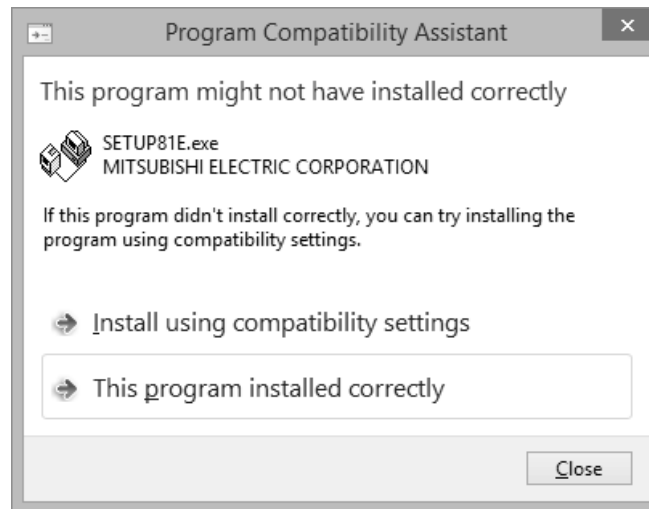 Program Compatibility Assistant
This program might not have installed correctly
SETUP81E.exe
MITSUBISHI ELECTRIC CORPORATION
If this program didn't install correctly, you can try installing the
program using compatibility settings.
Install using compatibility settings
This program installed correctly
Close